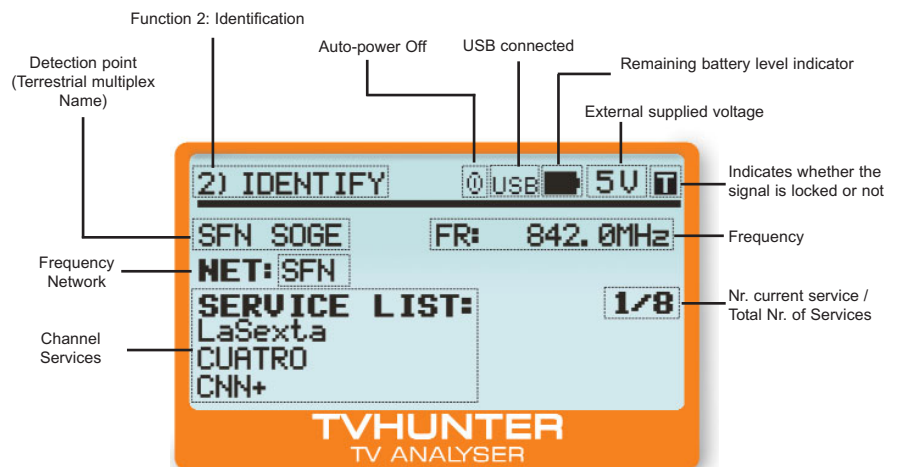 Function 2: Identification
Auto-power Off
USB connected
Detection point
(Terrestrial multiplex
Name)
Remaining battery level indicator
External supplied voltage
2) IDENTIFY USB 5V T
Indicates whether the
signal is locked or not
SFN SOGE FR: 842.0MHz
Frequency
Frequency
Network
NET: SFN
SERVICE LIST: 1/8
Nr. current service /
Total Nr. of Services
Channel
Services
LaSexta
CUATRO
CNN+
TVHUNTER
TV ANALYSER